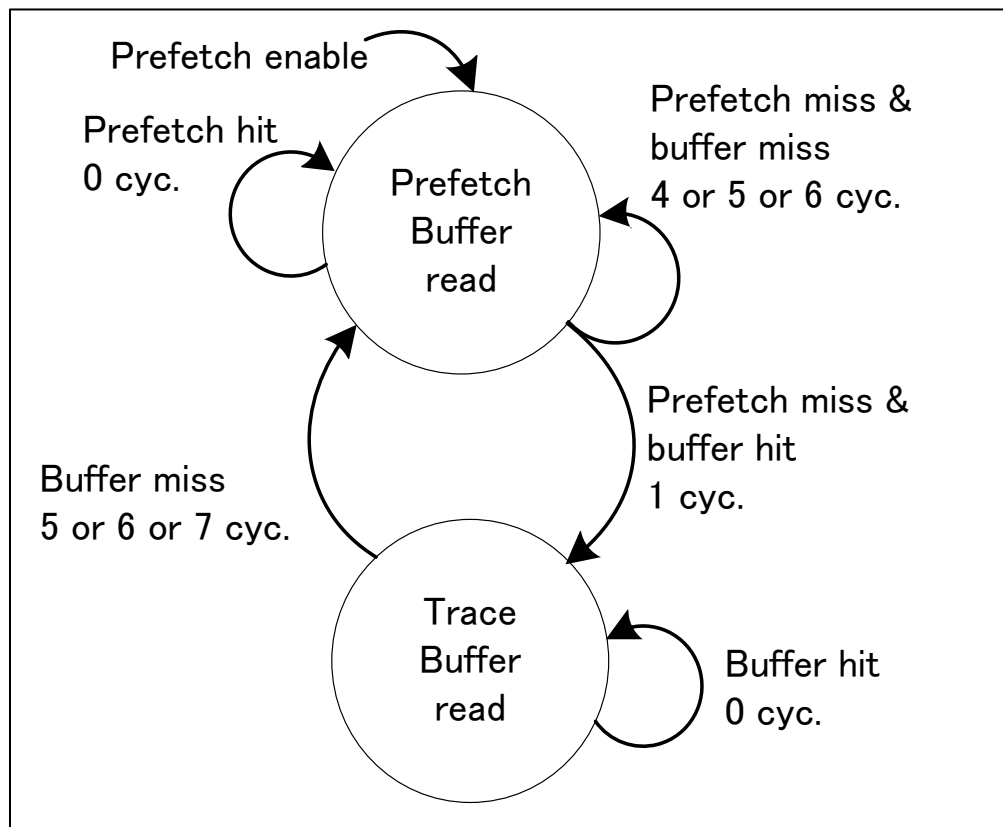 Prefetch enable
Prefetch hit
0 cyc.
Prefetch miss &
buffer miss
4 or 5 or 6 cyc.
Prefetch
Buffer
read
Prefetch miss &
buffer hit
1 cyc.
Buffer miss
5 or 6 or 7 cyc.
Trace
Buffer
read
Buffer hit
0 cyc.